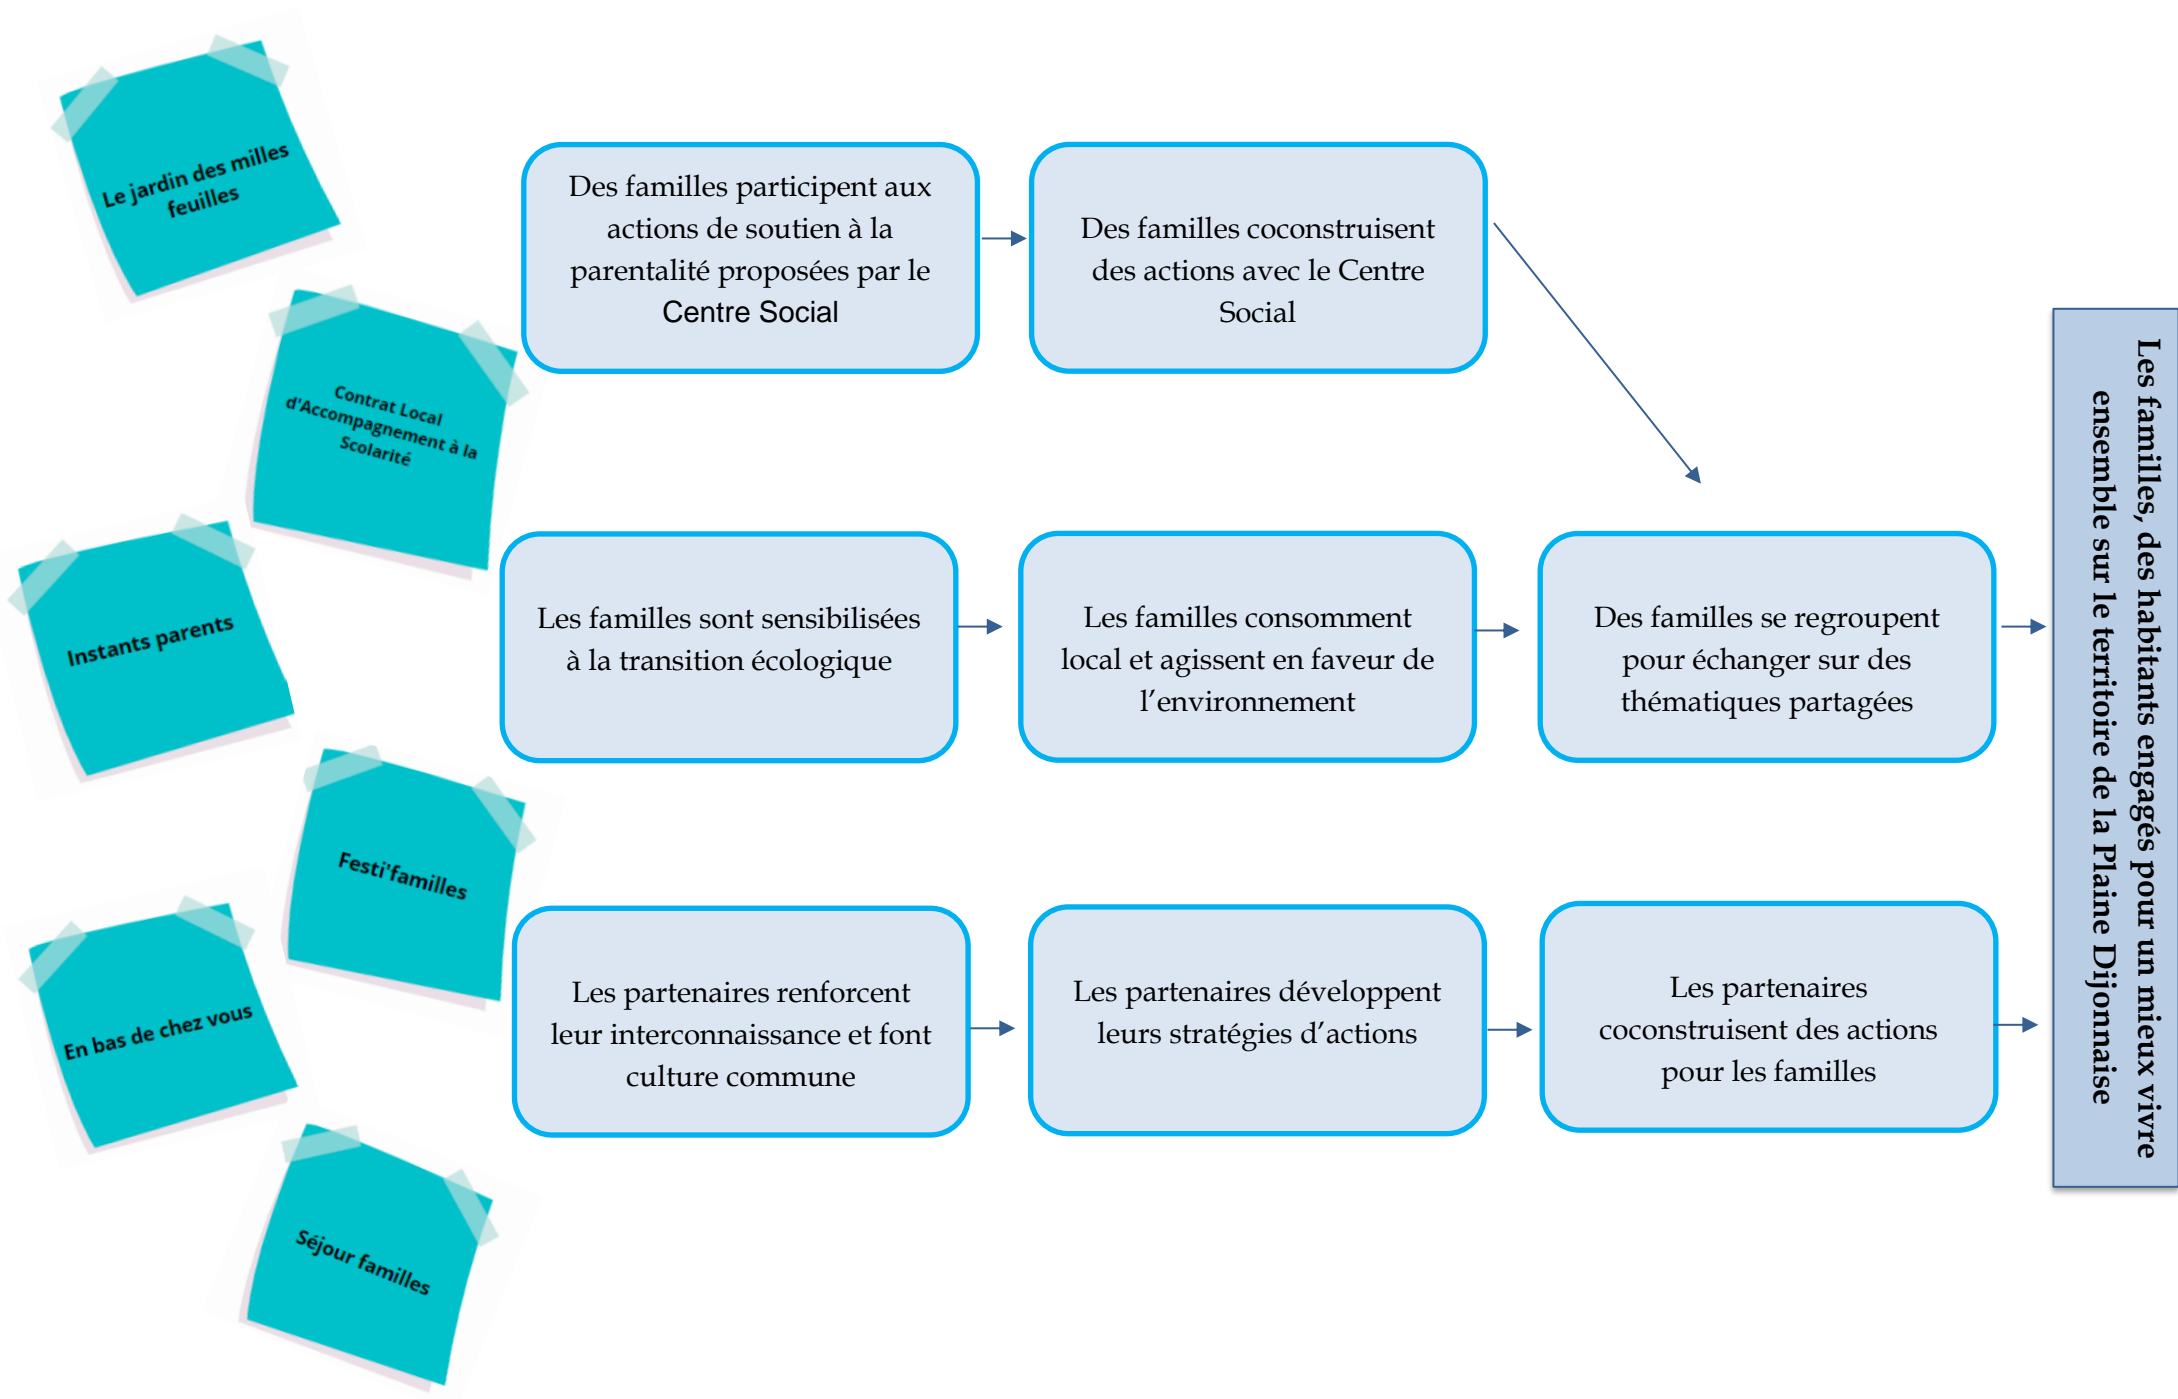 Le jardin des milles
feuilles
Contrat Local
d'Accompagnement à la
Scolarité
Instants parents
Festi'familles
En bas de chez vous
Séjour familles
Des familles participent aux
actions de soutien à la
parentalité proposées par le
Centre Social
Des familles coconstruisent
des actions avec le Centre
Social
Les familles sont sensibilisées
à la transition écologique
Les familles consomment
local et agissent en faveur de
l’environnement
Des familles se regroupent
pour échanger sur des
thématiques partagées
Les partenaires renforcent
leur interconnaissance et font
culture commune
Les partenaires développent
leurs stratégies d’actions
Les partenaires
coconstruisent des actions
pour les familles
Les familles, des habitants engagés pour un mieux vivre
ensemble sur le territoire de la Plaine Dijonnaise